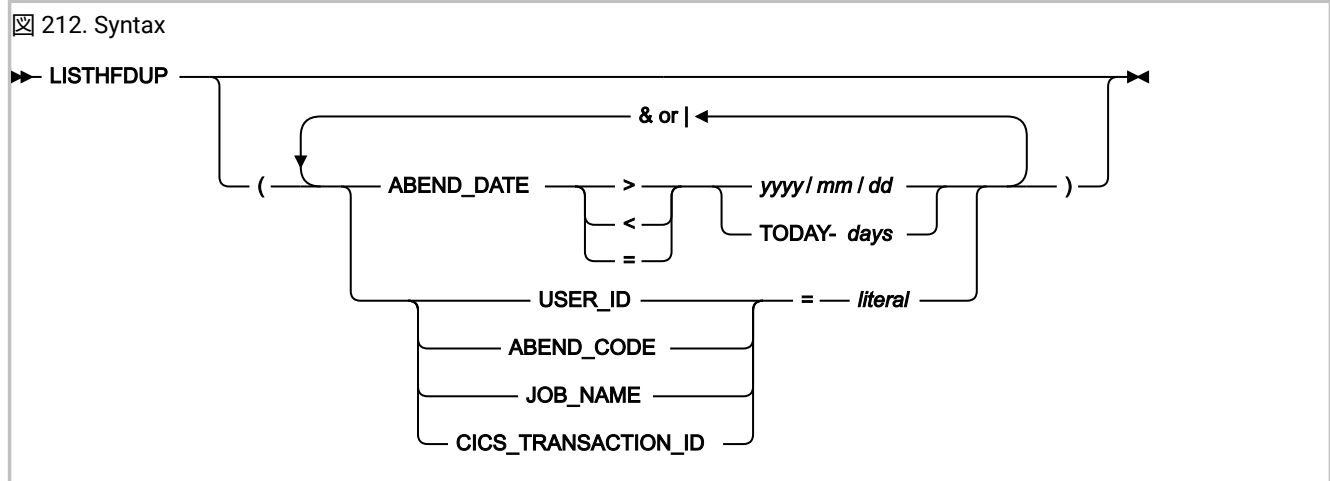 図 212. Syntax
LISTHFDUP
& or |
( ABEND_DATE > yyyy / mm / dd )
< TODAY- days
=
USER_ID = literal
ABEND_CODE
JOB_NAME
CICS_TRANSACTION_ID